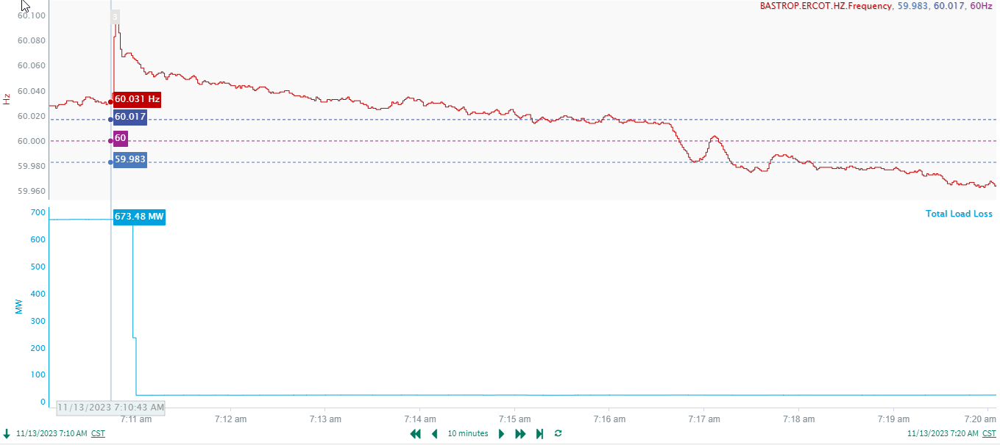 BASTROP.ERCOT.HZ.Frequency, 59.983, 60.017, 60Hz
60.100
3
60.080
60.060
60.040
Hz
60.031 Hz
60.020
60.017
60.000
60
59.983
59.980
59.960
700
673.48 MW
Total Load Loss
600
500
400
MW
300
200
100
0
11/13/2023 7:10:43 AM
7:11 am 7:12 am 7:13 am 7:14 am 7:15 am 7:16 am 7:17 am 7:18 am 7:19 am 7:20 am
11/13/2023 7:10 AM CST 10 minutes 11/13/2023 7:20 AM CST